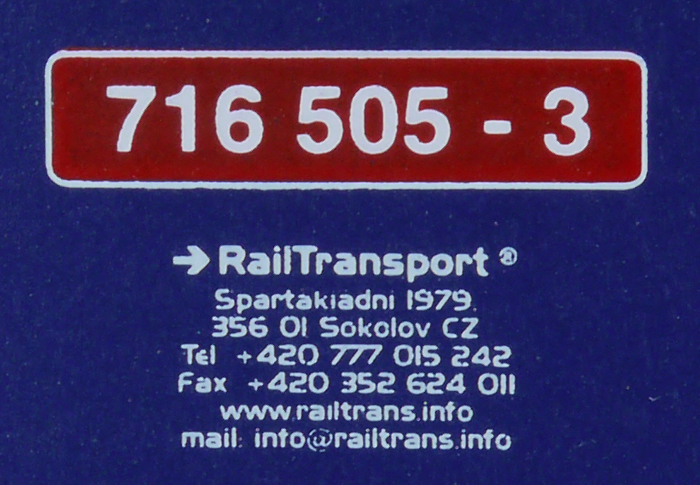 716 505 - 3
→ RailTransport ®
Spartakiadni 1979
356 01 Sokolov CZ
Tel +420 777 015 242
Fax +420 352 624 011
www.railtrans.info
mail: info@railtrans.info